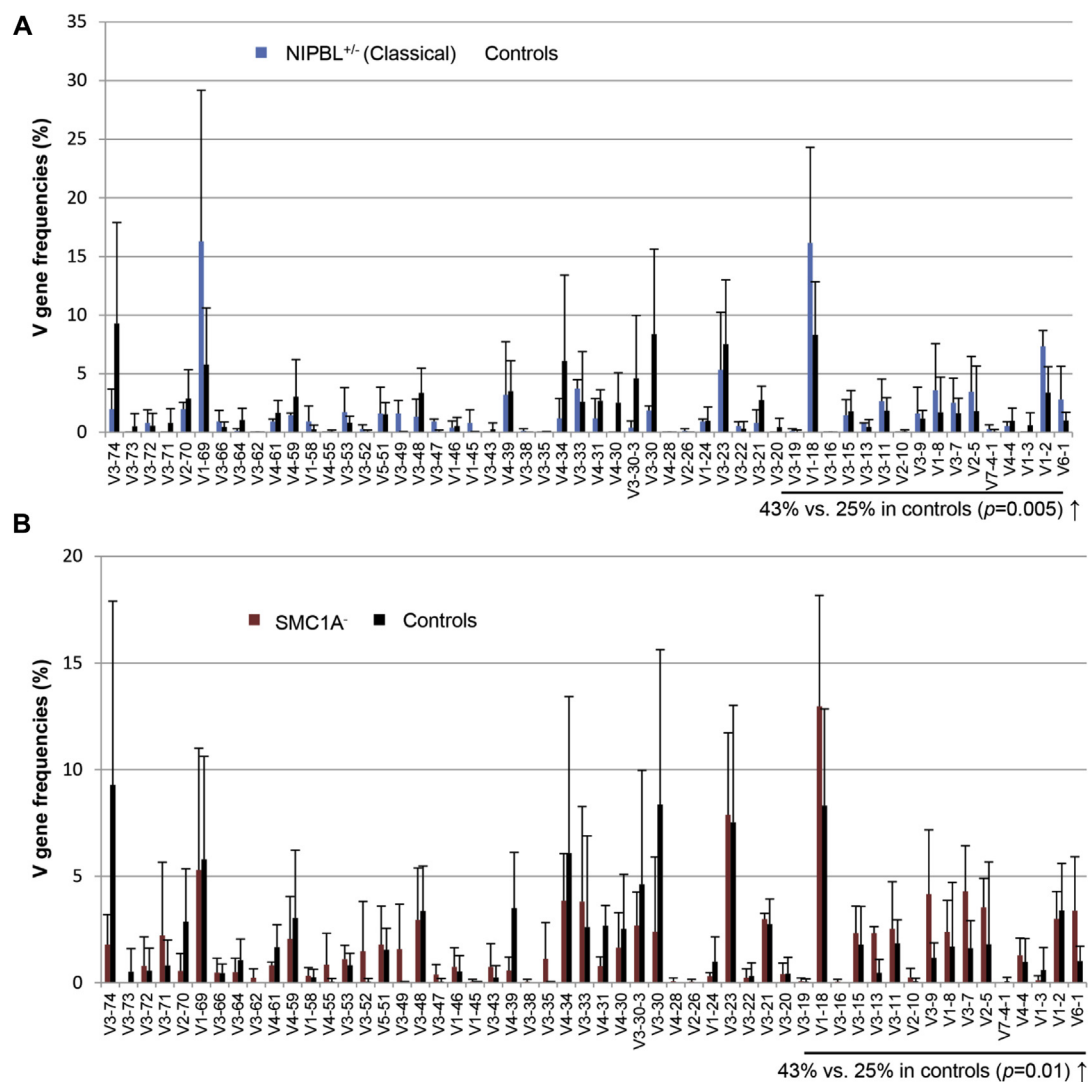 A
35
30
25
20
15
10
5
0
V gene frequencies (%)
NIPBL+/- (Classical) Controls
V3-74 V3-73 V3-72 V3-71 V2-70 V1-69 V3-66 V3-64 V3-62 V4-61 V4-59 V1-58 V4-55 V3-53 V3-52 V5-51 V3-49 V3-48 V3-47 V1-46 V1-45 V3-43 V4-39 V3-38 V3-35 V4-34 V3-33 V4-31 V4-30 V3-30-3 V3-30 V4-28 V2-26 V1-24 V3-23 V3-22 V3-21 V3-20 V3-19 V1-18 V3-16 V3-15 V3-13 V3-11 V2-10 V3-9 V1-8 V3-7 V2-5 V7-4-1 V4-4 V1-3 V1-2 V6-1
43% vs. 25% in controls (p=0.005) ↑
B
20
15
10
5
0
V gene frequencies (%)
SMC1A- Controls
V3-74 V3-73 V3-72 V3-71 V2-70 V1-69 V3-66 V3-64 V3-62 V4-61 V4-59 V1-58 V4-55 V3-53 V3-52 V5-51 V3-49 V3-48 V3-47 V1-46 V1-45 V3-43 V4-39 V3-38 V3-35 V4-34 V3-33 V4-31 V4-30 V3-30-3 V3-30 V4-28 V2-26 V1-24 V3-23 V3-22 V3-21 V3-20 V3-19 V1-18 V3-16 V3-15 V3-13 V3-11 V2-10 V3-9 V1-8 V3-7 V2-5 V7-4-1 V4-4 V1-3 V1-2 V6-1
43% vs. 25% in controls (p=0.01) ↑